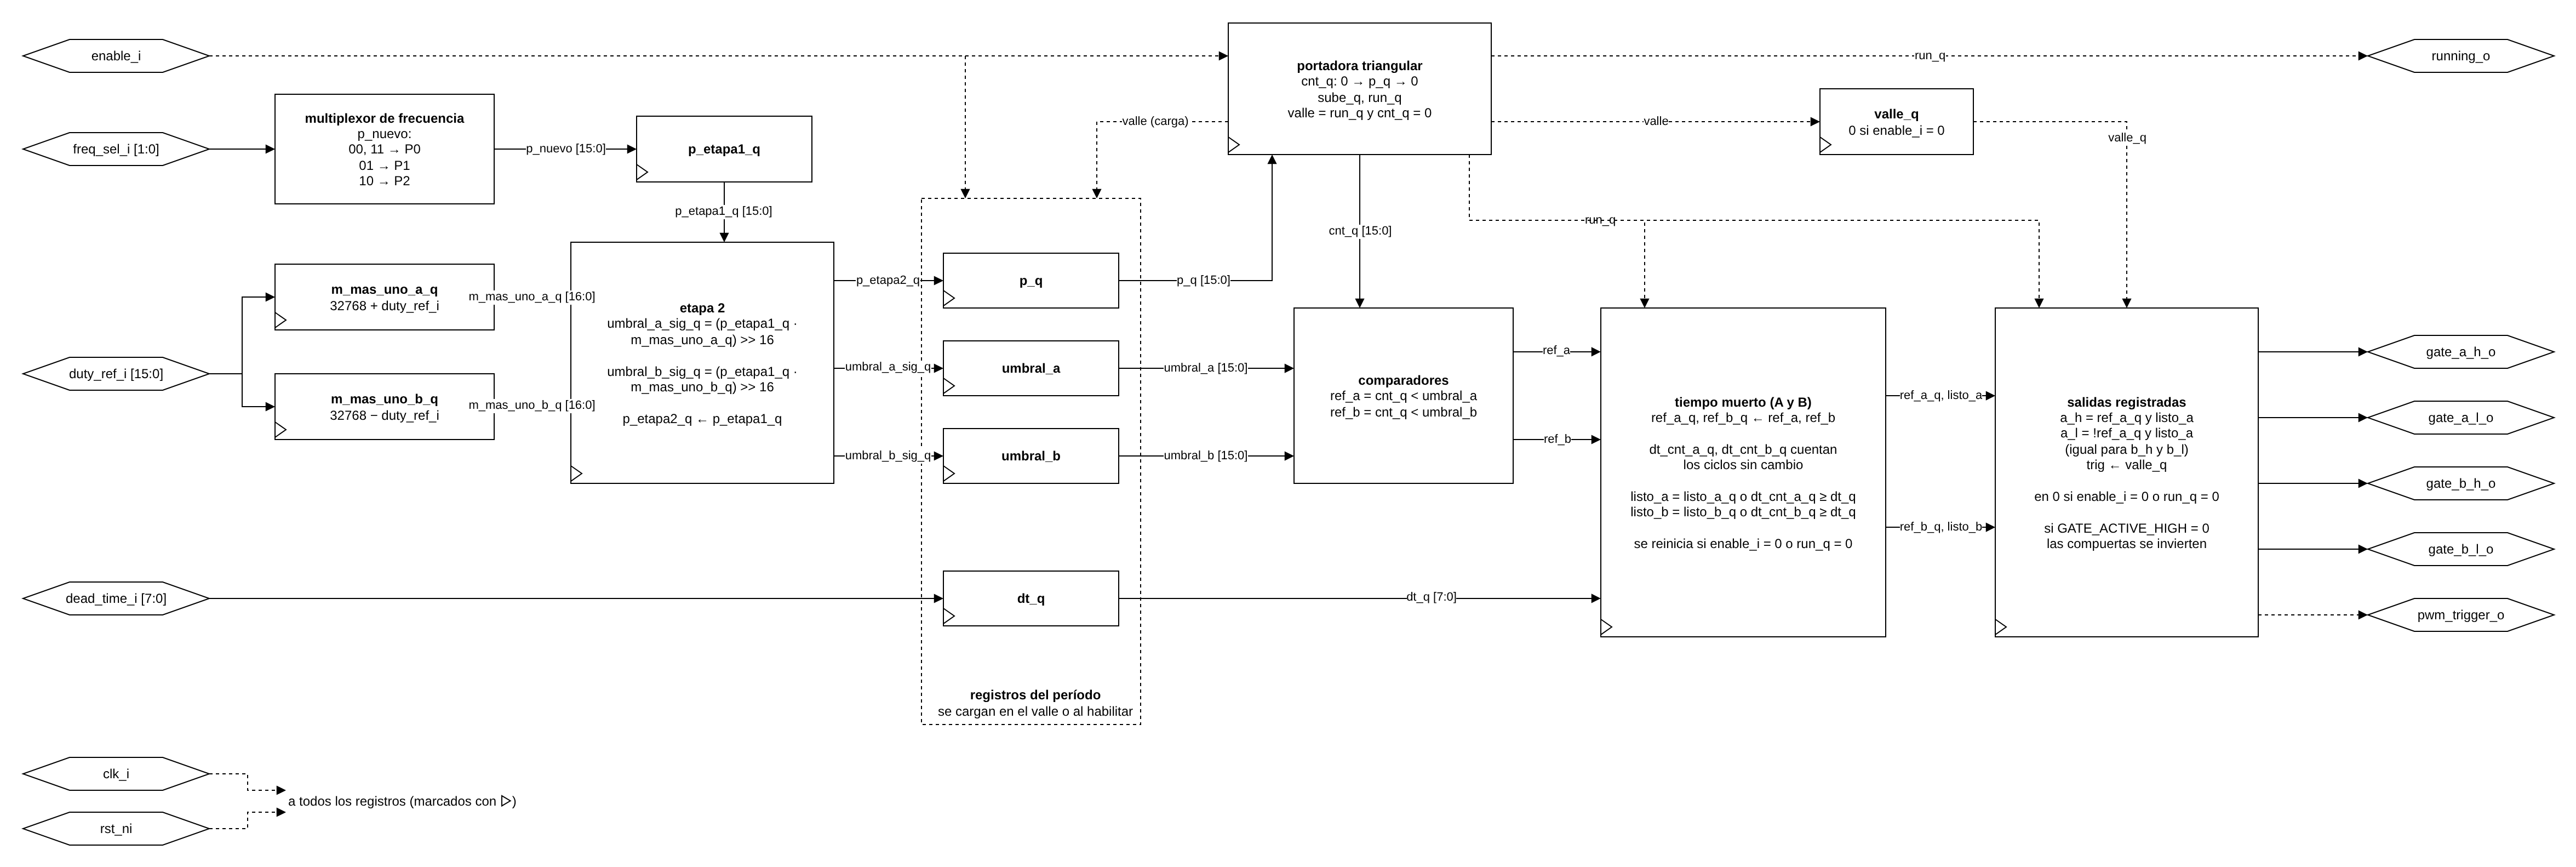 enable_i
portadora triangular
cnt_q: 0 → p_q → 0
sube_q, run_q
valle = run_q y cnt_q = 0
run_q
running_o
freq_sel_i [1:0]
multiplexor de frecuencia
p_nuevo:
00, 11 → P0
01 → P1
10 → P2
p_nuevo [15:0]
p_etapa1_q
valle (carga)
valle
valle_q
0 si enable_i = 0
valle_q
p_etapa1_q [15:0]
cnt_q [15:0]
run_q
duty_ref_i [15:0]
m_mas_uno_a_q
32768 + duty_ref_i
m_mas_uno_a_q [16:0]
m_mas_uno_b_q
32768 − duty_ref_i
m_mas_uno_b_q [16:0]
etapa 2
umbral_a_sig_q = (p_etapa1_q ·
m_mas_uno_a_q) >> 16
umbral_b_sig_q = (p_etapa1_q ·
m_mas_uno_b_q) >> 16
p_etapa2_q ← p_etapa1_q
p_etapa2_q
umbral_a_sig_q
umbral_b_sig_q
p_q
umbral_a
umbral_b
dt_q
registros del período
se cargan en el valle o al habilitar
p_q [15:0]
umbral_a [15:0]
umbral_b [15:0]
dt_q [7:0]
comparadores
ref_a = cnt_q < umbral_a
ref_b = cnt_q < umbral_b
ref_a
ref_b
tiempo muerto (A y B)
ref_a_q, ref_b_q ← ref_a, ref_b
dt_cnt_a_q, dt_cnt_b_q cuentan
los ciclos sin cambio
listo_a = listo_a_q o dt_cnt_a_q ≥ dt_q
listo_b = listo_b_q o dt_cnt_b_q ≥ dt_q
se reinicia si enable_i = 0 o run_q = 0
ref_a_q, listo_a
ref_b_q, listo_b
salidas registradas
a_h = ref_a_q y listo_a
a_l = !ref_a_q y listo_a
(igual para b_h y b_l)
trig ← valle_q
en 0 si enable_i = 0 o run_q = 0
si GATE_ACTIVE_HIGH = 0
las compuertas se invierten
gate_a_h_o
gate_a_l_o
gate_b_h_o
gate_b_l_o
pwm_trigger_o
dead_time_i [7:0]
clk_i
rst_ni
a todos los registros (marcados con ▷)